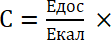 С = Едос/Екал ×